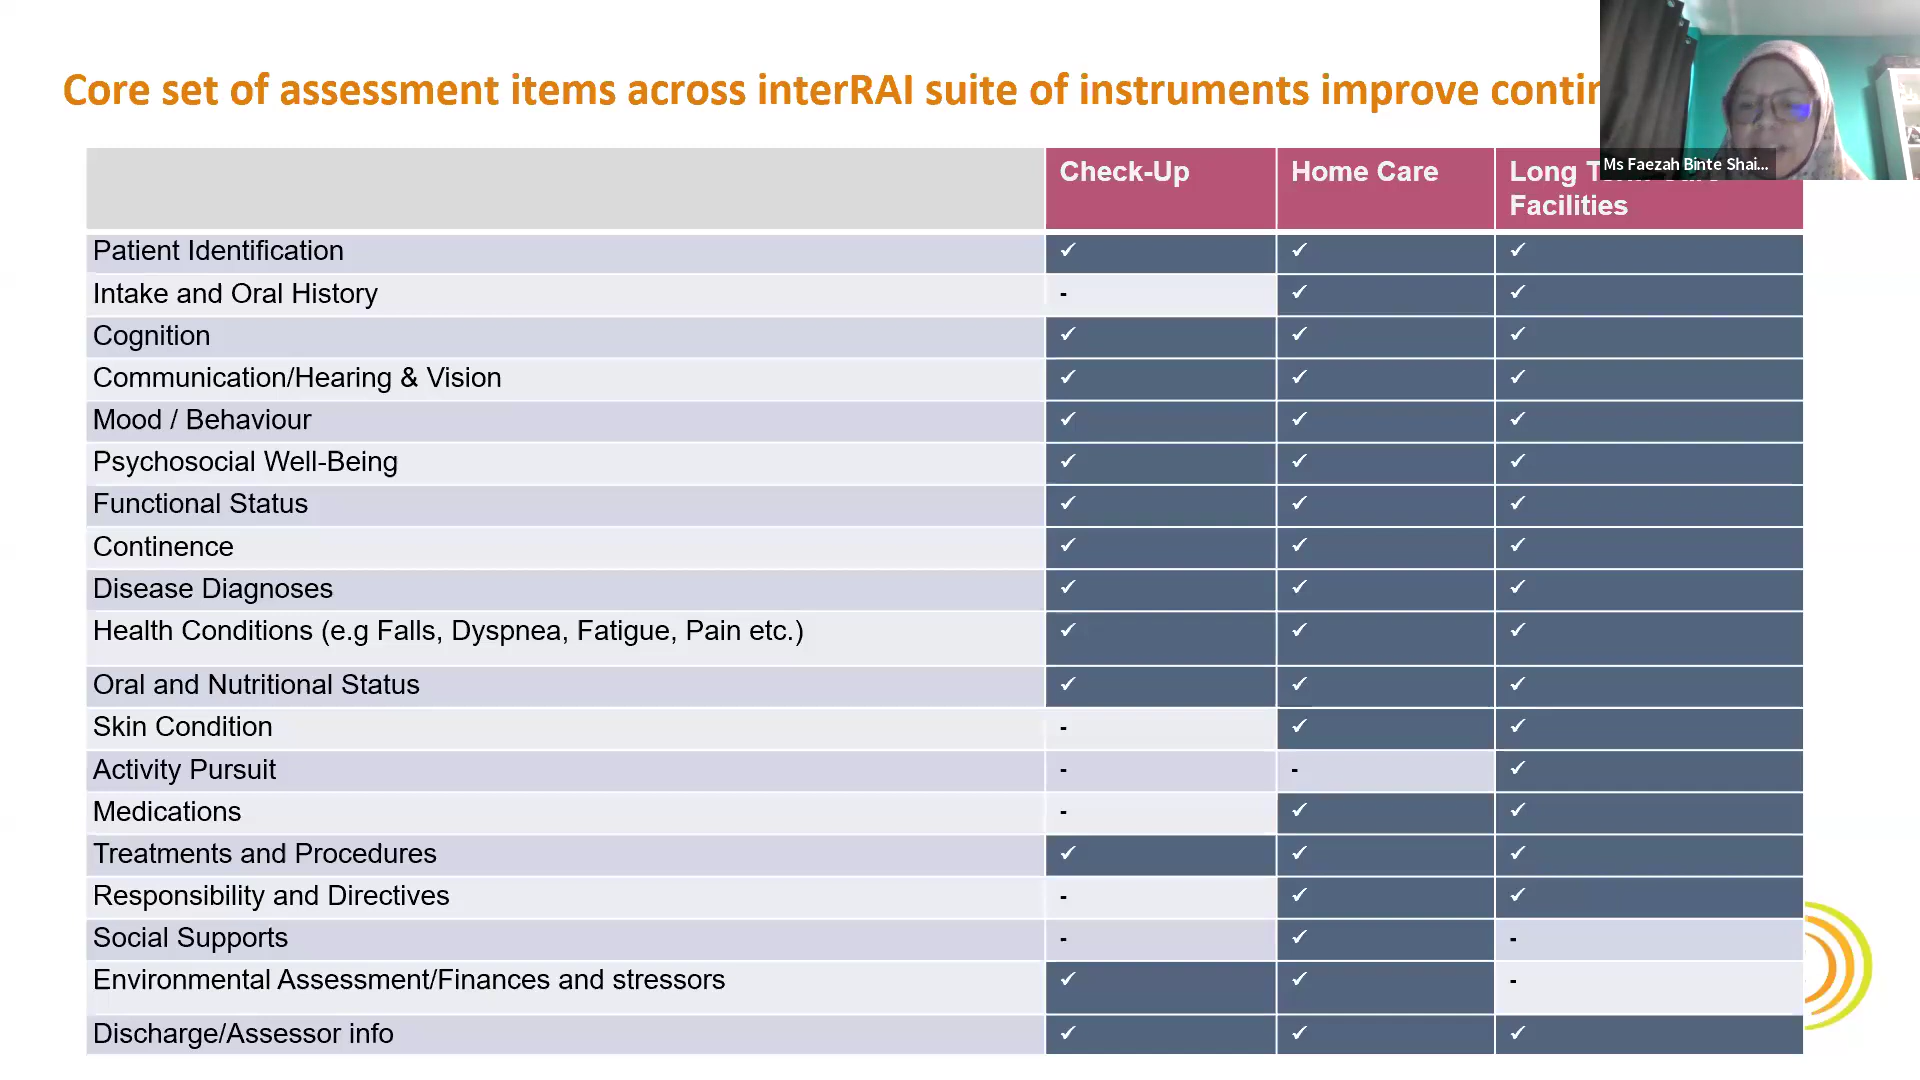 Core set of assessment items across interRAI suite of instruments improve
Ms Faezah Binte Shai...
Check-Up Home Care Long
Facilities
Patient Identification ✓ ✓ ✓
Intake and Oral History - ✓ ✓
Cognition ✓ ✓ ✓
Communication/Hearing & Vision ✓ ✓ ✓
Mood / Behaviour ✓ ✓ ✓
Psychosocial Well-Being ✓ ✓ ✓
Functional Status ✓ ✓ ✓
Continence ✓ ✓ ✓
Disease Diagnoses ✓ ✓ ✓
Health Conditions (e.g Falls, Dyspnea, Fatigue, Pain etc.) ✓ ✓ ✓
Oral and Nutritional Status ✓ ✓ ✓
Skin Condition - ✓ ✓
Activity Pursuit - - ✓
Medications - ✓ ✓
Treatments and Procedures ✓ ✓ ✓
Responsibility and Directives - ✓ ✓
Social Supports - ✓ -
Environmental Assessment/Finances and stressors ✓ ✓ -
Discharge/Assessor info ✓ ✓ ✓